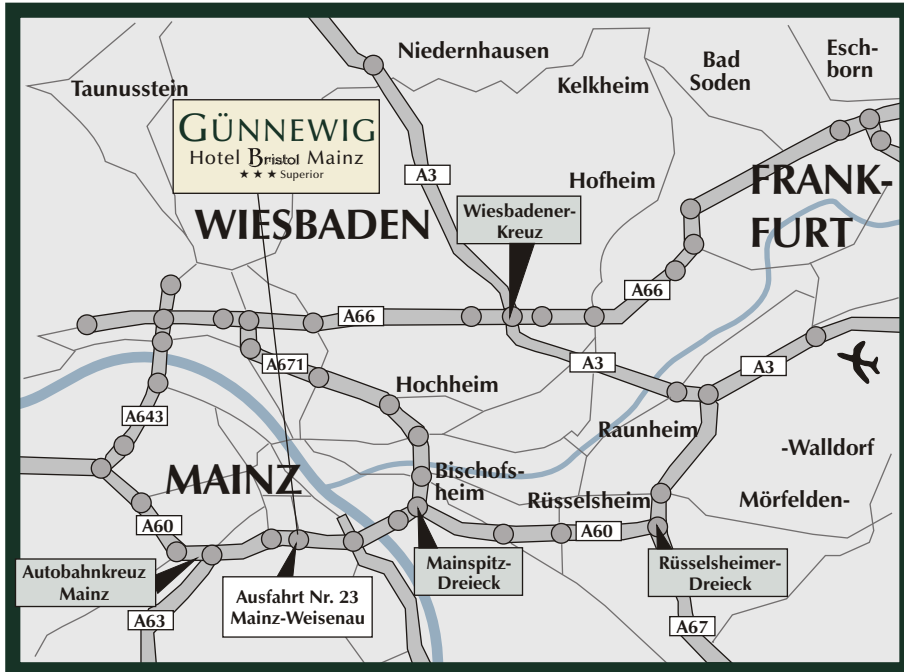 Niedernhausen
Esch-
born
Bad
Soden
Kelkheim
Taunusstein
GÜNNEWIG
Hotel Bristol Mainz
★★★ Superior
A3
Hofheim
FRANK-
FURT
WIESBADEN
Wiesbadener-
Kreuz
A66
A66
A671
A3
A3
Hochheim
A643
Raunheim
-Walldorf
MAINZ
Bischofs-
heim
Rüsselsheim
Mörfelden-
A60
A60
Autobahnkreuz
Mainz
Ausfahrt Nr. 23
Mainz-Weisenau
Mainspitz-
Dreieck
Rüsselsheimer-
Dreieck
A63
A67